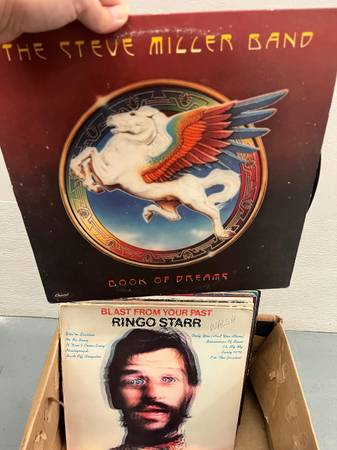 THE STEVE MILLER BAND
BOOK OF DREAMS
Capitol
BLAST FROM YOUR PAST
RINGO STARR
You're Sixteen
No No Song
It Don't Come Easy
Photograph
Back Off Boogaloo
Only You (And You Alone)
Beaucoups of Blues
Oh My My
Early 1970
I'm the Greatest